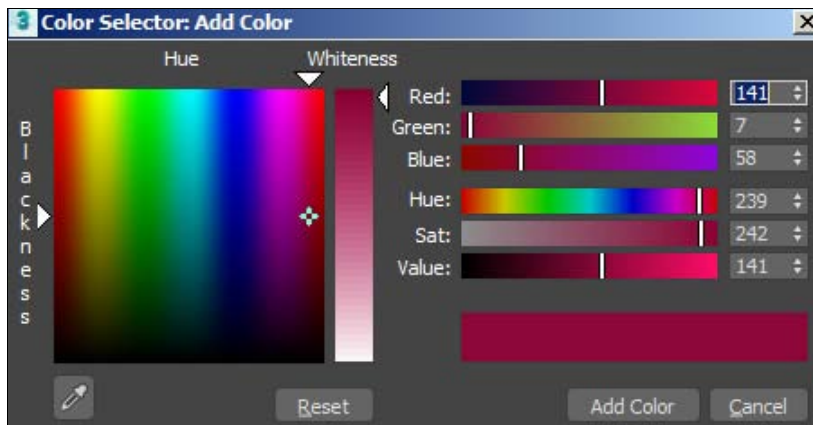 3 Color Selector: Add Color
Hue Whiteness
Blackness
Red: 141
Green: 7
Blue: 58
Hue: 239
Sat: 242
Value: 141
Reset Add Color Cancel